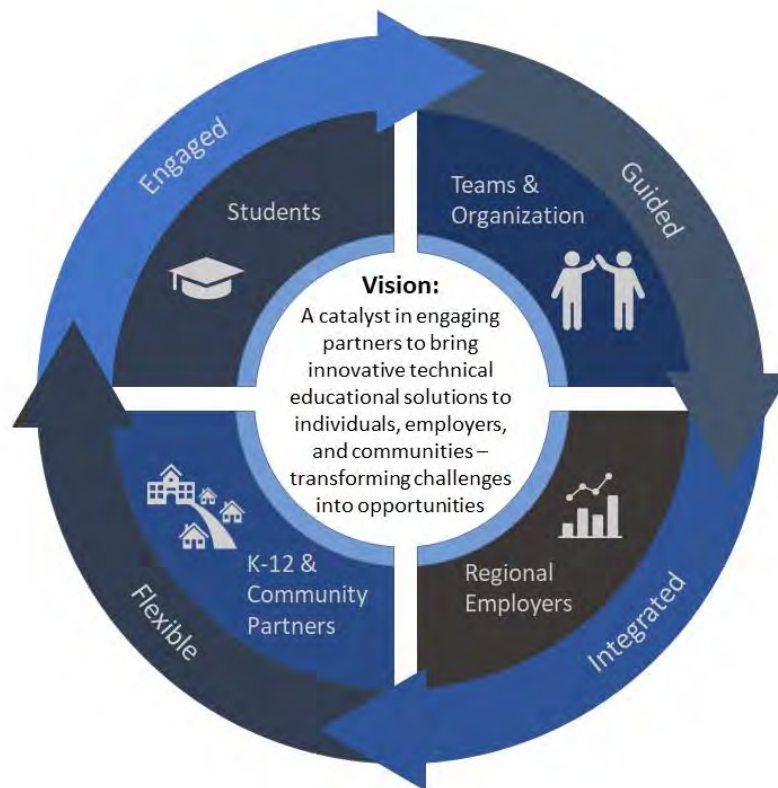 Engaged
Guided
Students
Teams &
Organization
Vision:
A catalyst in engaging
partners to bring
innovative technical
educational solutions to
individuals, employers,
and communities –
transforming challenges
into opportunities
K-12 &
Community
Partners
Regional
Employers
Flexible
Integrated